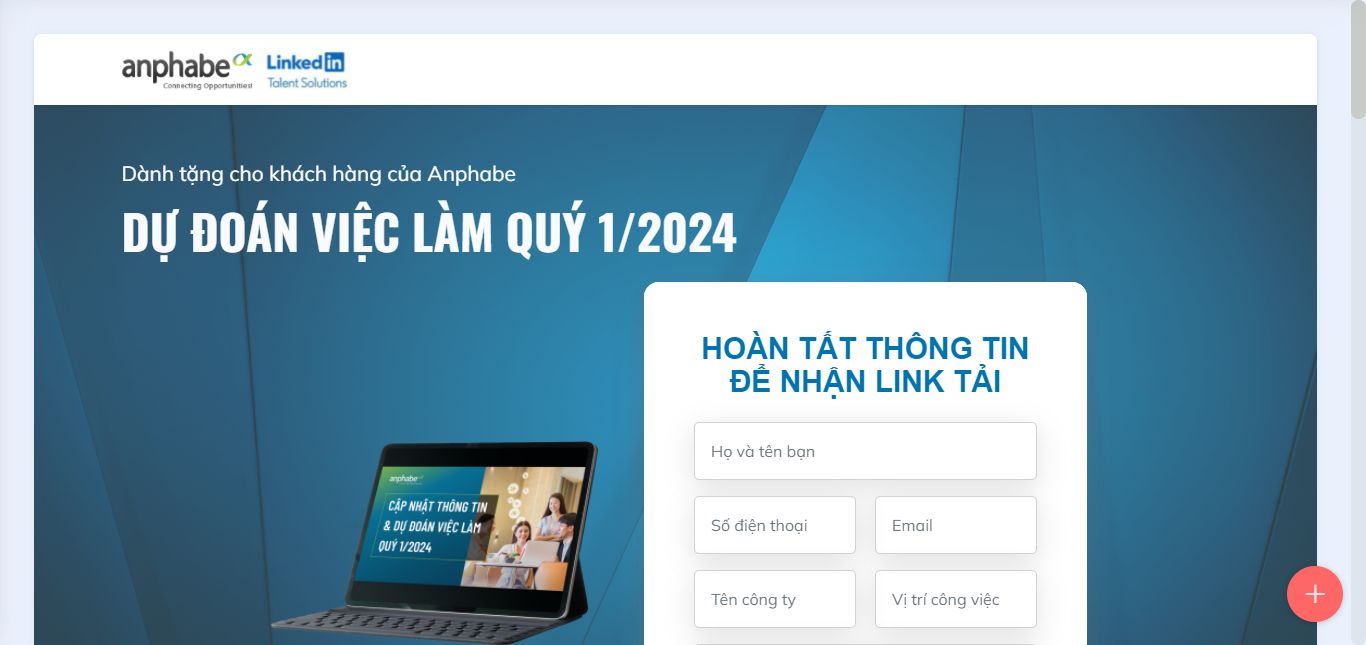 anphabe
Connecting Opportunities!
Linked in
Talent Solutions
Dành tặng cho khách hàng của Anphabe
DỰ ĐOÁN VIỆC LÀM QUÝ 1/2024
HOÀN TẤT THÔNG TIN
ĐỂ NHẬN LINK TẢI
Họ và tên bạn
Số điện thoại
Email
Tên công ty
Vị trí công việc
anphabe
CẬP NHẬT THÔNG TIN
& DỰ ĐOÁN VIỆC LÀM
QUÝ 1/2024